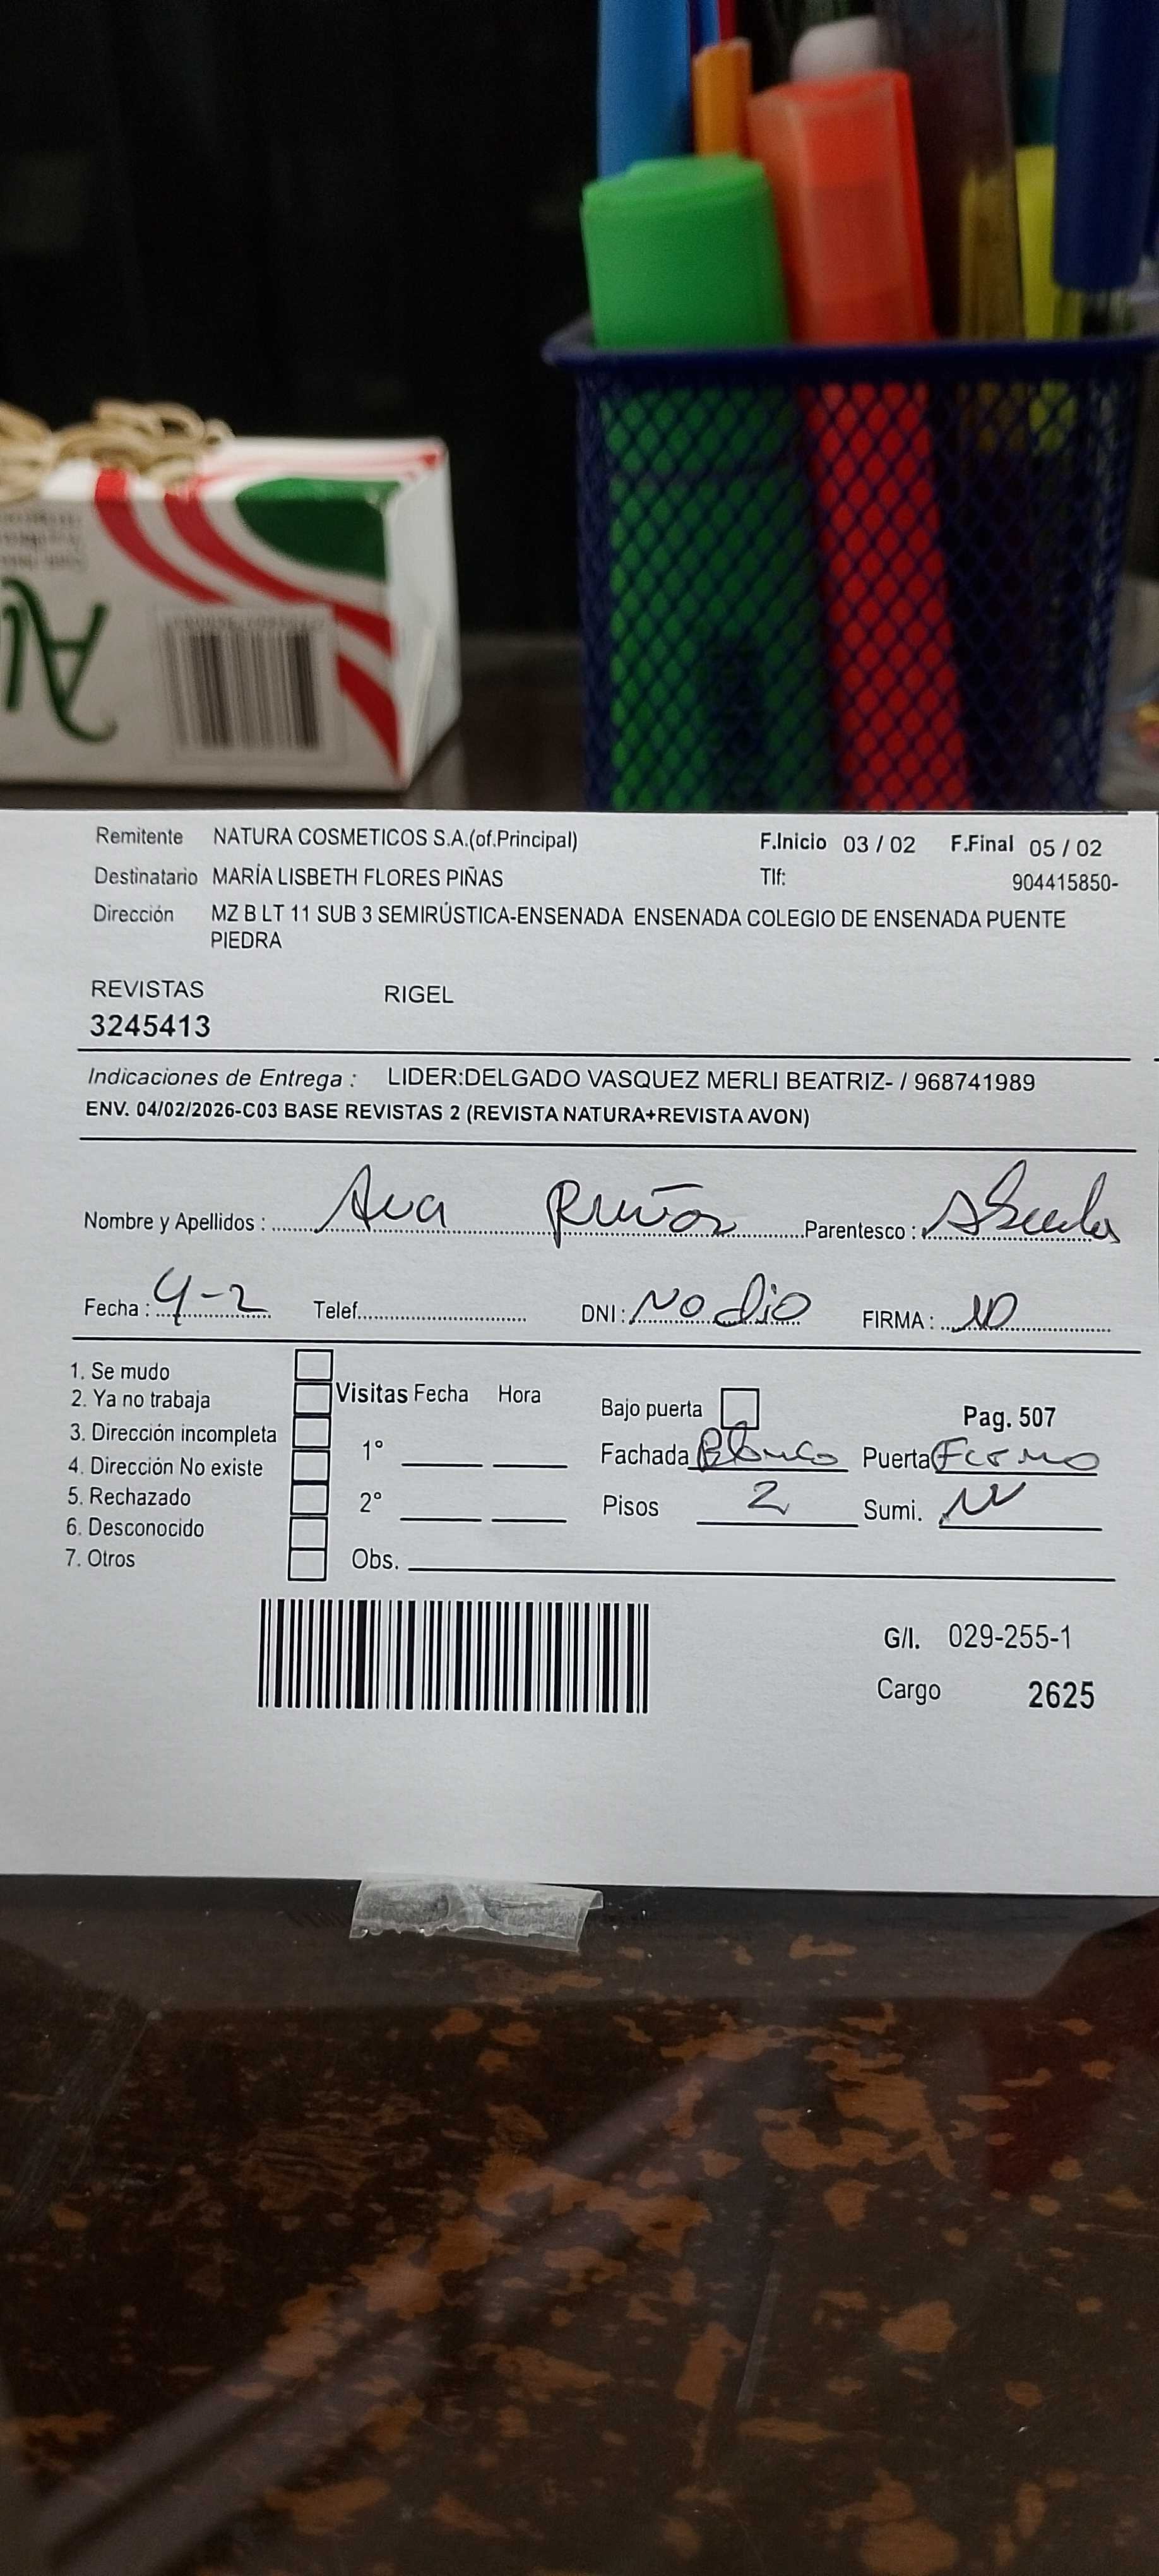 Remitente NATURA COSMETICOS S.A.(of.Principal) F.Inicio 03 / 02 F.Final 05 / 02
Destinatario MARÍA LISBETH FLORES PIÑAS Tlf: 904415850-
Dirección MZ B LT 11 SUB 3 SEMIRÚSTICA-ENSENADA ENSENADA COLEGIO DE ENSENADA PUENTE
PIEDRA
REVISTAS RIGEL
3245413
Indicaciones de Entrega : LIDER:DELGADO VASQUEZ MERLI BEATRIZ- / 968741989
ENV. 04/02/2026-C03 BASE REVISTAS 2 (REVISTA NATURA+REVISTA AVON)
Nombre y Apellidos : Ana Parentesco : Abuela
Fecha : 4-2 Telef. DNI : No dio FIRMA :
1. Se mudo
2. Ya no trabaja
3. Dirección incompleta
4. Dirección No existe
5. Rechazado
6. Desconocido
7. Otros
Visitas Fecha Hora
1°
2°
Obs.
Bajo puerta Pag. 507
Fachada Blanco Puerta Fierro
Pisos 2 Sumi.
G/I. 029-255-1
Cargo 2625